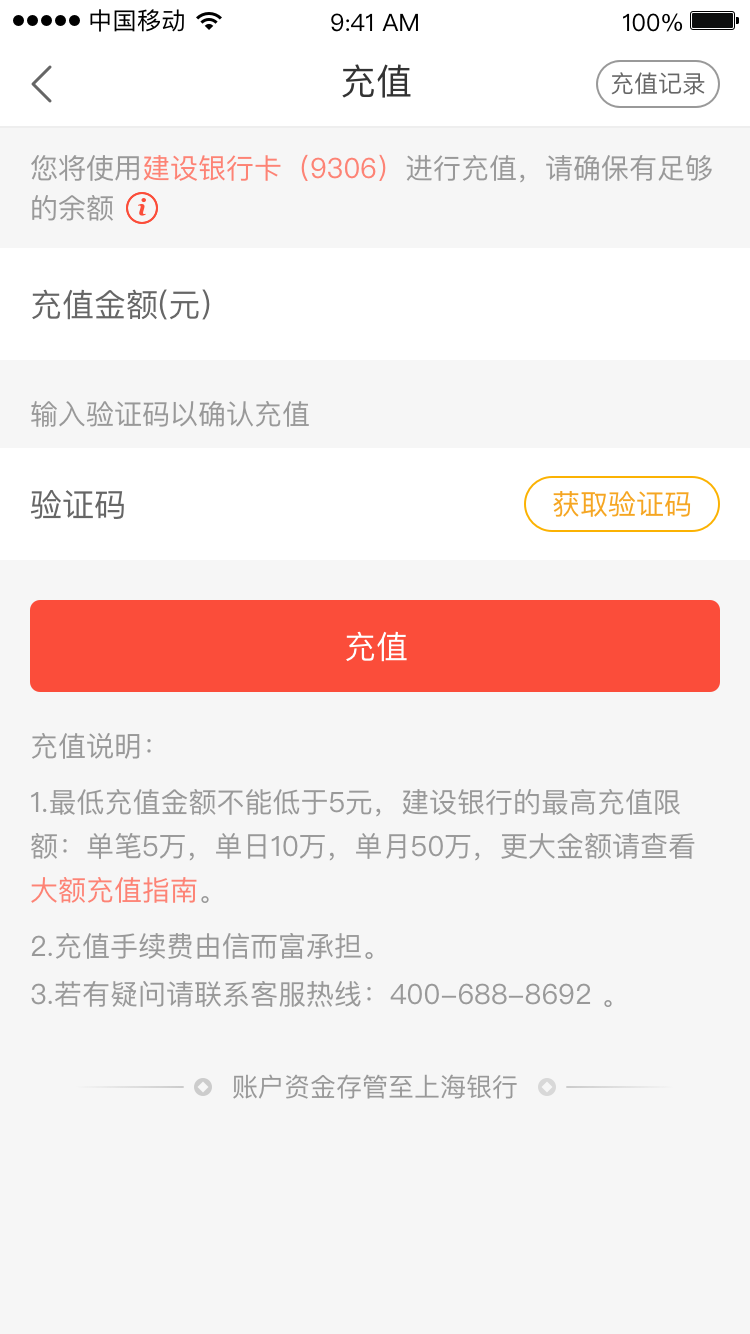 中国移动 9:41 AM 100%
充值 充值记录
您将使用建设银行卡（9306）进行充值，请确保有足够
的余额 i
充值金额(元)
输入验证码以确认充值
验证码 获取验证码
充值
充值说明：
1.最低充值金额不能低于5元，建设银行的最高充值限
额：单笔5万，单日10万，单月50万，更大金额请查看
大额充值指南。
2.充值手续费由信而富承担。
3.若有疑问请联系客服热线：400-688-8692 。
账户资金存管至上海银行